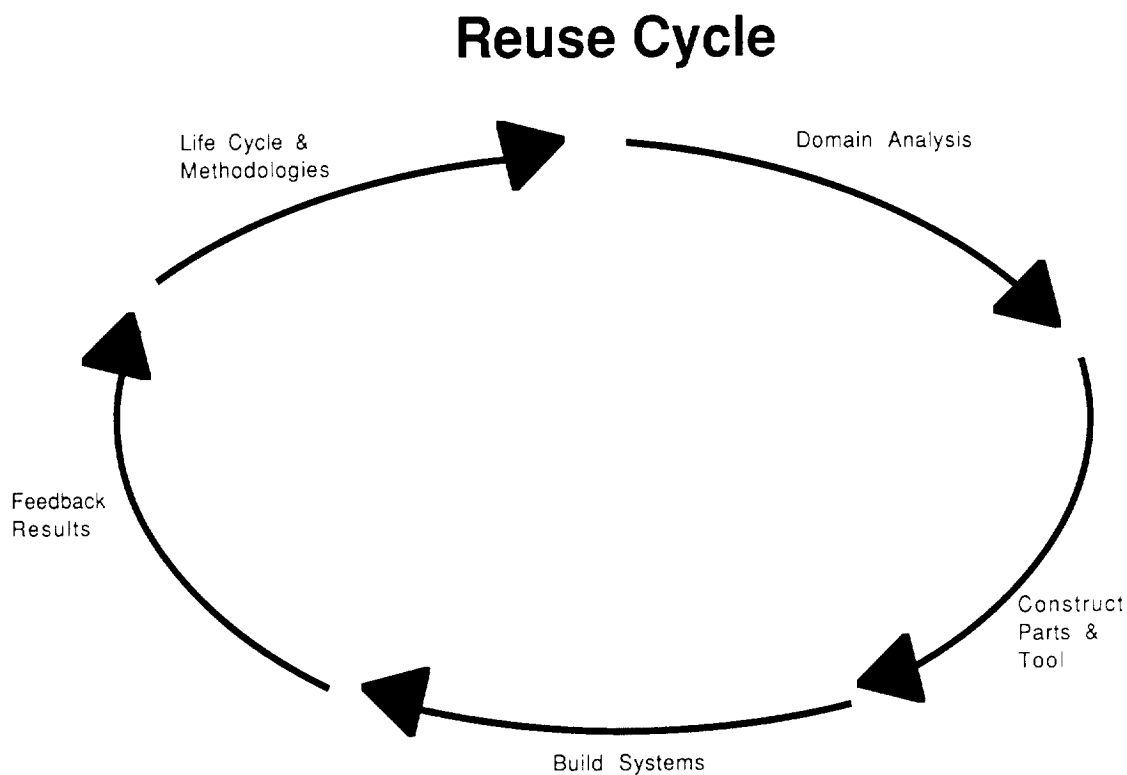 Reuse Cycle
Life Cycle &
Methodologies
Domain Analysis
Construct
Parts &
Tool
Build Systems
Feedback
Results